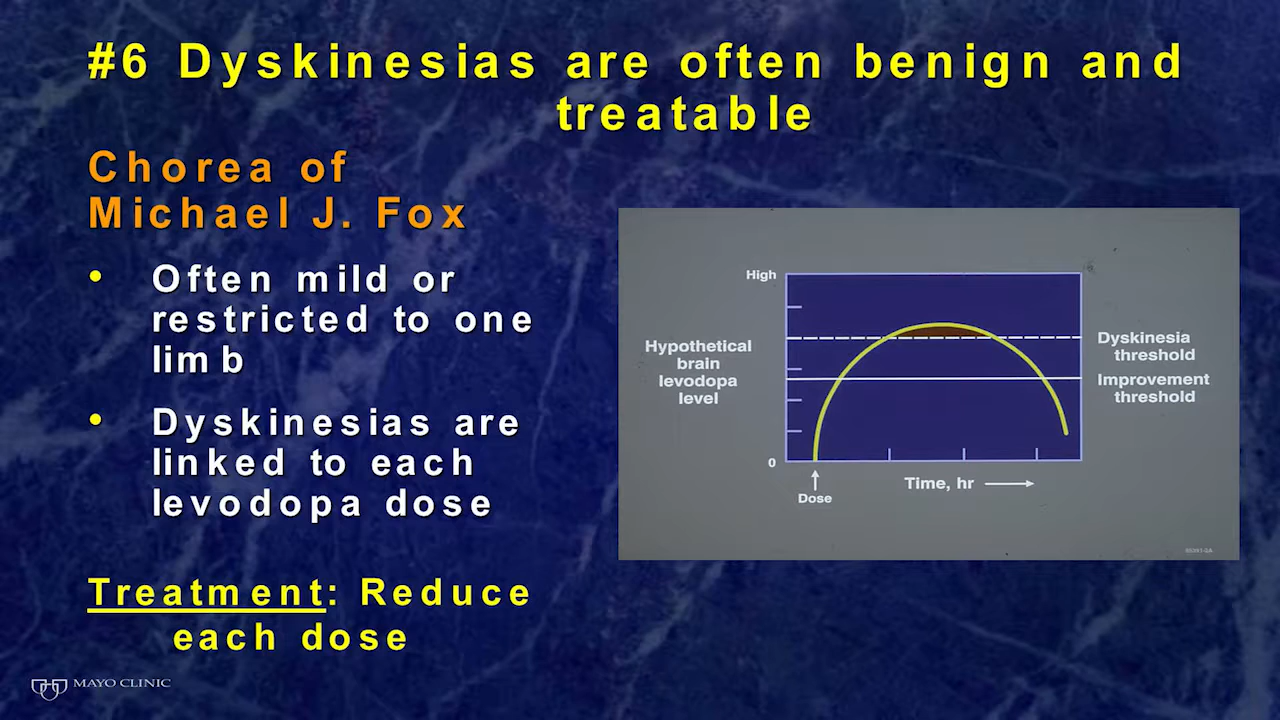 #6 Dyskinesias are often benign and
treatable
Chorea of
Michael J. Fox
• Often mild or
restricted to one
limb
• Dyskinesias are
linked to each
levodopa dose
Treatment: Reduce
each dose
High
Hypothetical
brain
levodopa
level
0
Dose
Time, hr
Dyskinesia
threshold
Improvement
threshold
MAYO CLINIC